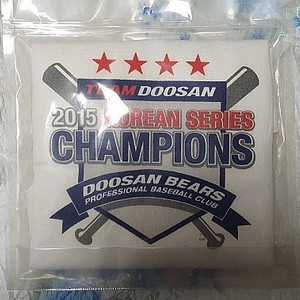 TEAM DOOSAN
2015 KOREAN SERIES
CHAMPIONS
DOOSAN BEARS
PROFESSIONAL BASEBALL CLUB